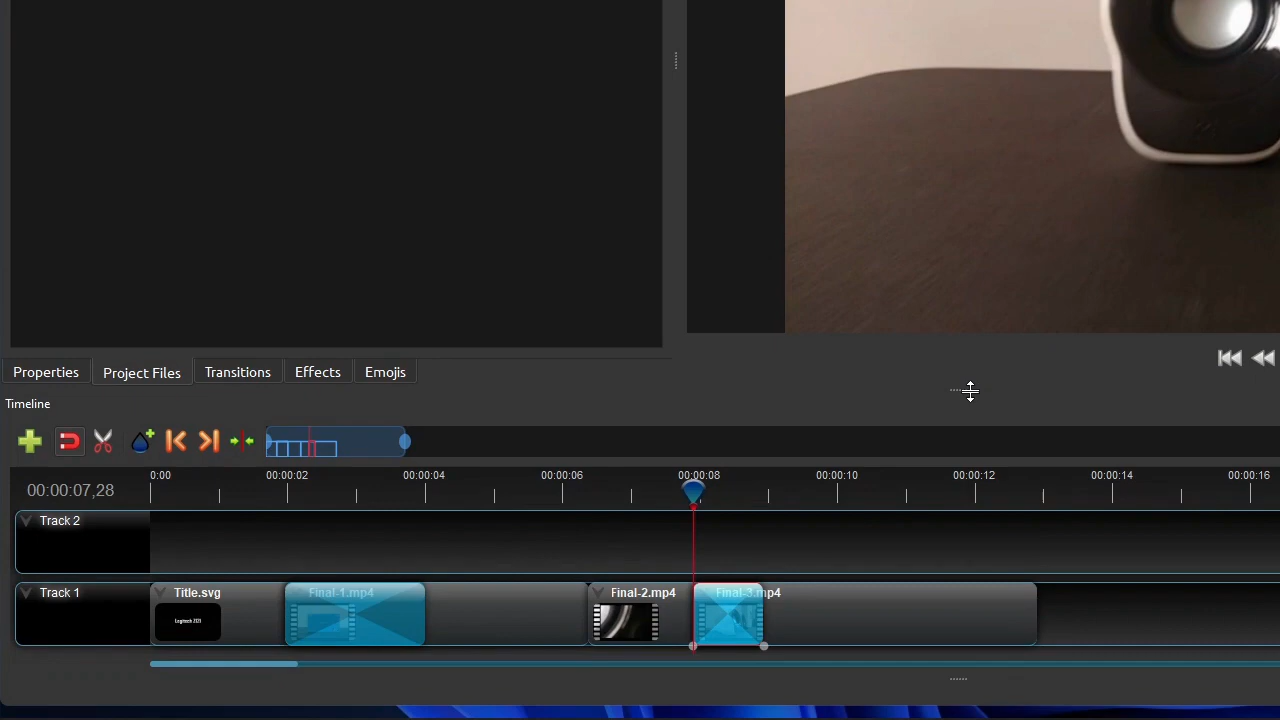 Properties Project Files Transitions Effects Emojis
Timeline
0:00 00:00:02 00:00:04 00:00:06 00:00:08 00:00:10 00:00:12 00:00:14 00:00:16
00:00:07,28
Track 2
Track 1 Title.svg Final-1.mp4 Final-2.mp4 Final-3.mp4